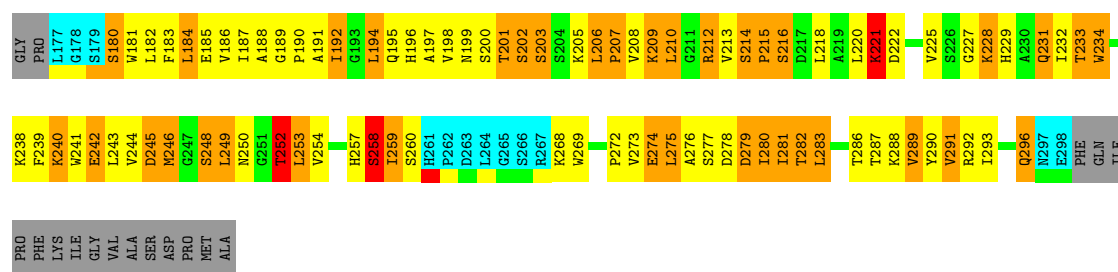 GLY PRO L177 G178 S179 S180 W181 L182 F183 L184 E185 V186 I187 A188 G189 P190 A191 I192 G193 L194 Q195 H196 A197 V198 N199 S200 T201 S202 S203 S204 K205 L206 P207 V208 K209 L210 G211 R212 V213 S214 P215 S216 D217 L218 A219 L220 K221 D222 V225 S226 G227 K228 H229 A230 Q231 I232 T233 W234
K238 F239 K240 W241 E242 L243 V244 D245 M246 G247 S248 L249 N250 G251 T252 L253 V254 H257 S258 I259 S260 H261 P262 D263 L264 G265 S266 R267 K268 W269 P272 V273 E274 L275 A276 S277 D278 D279 I280 I281 T282 L283 T286 T287 K288 V289 Y290 V291 R292 I293 Q296 N297 E298 PHE GLN ILE
PRO PHE LYS ILE GLY VAL ALA SER ASP PRO MET ALA